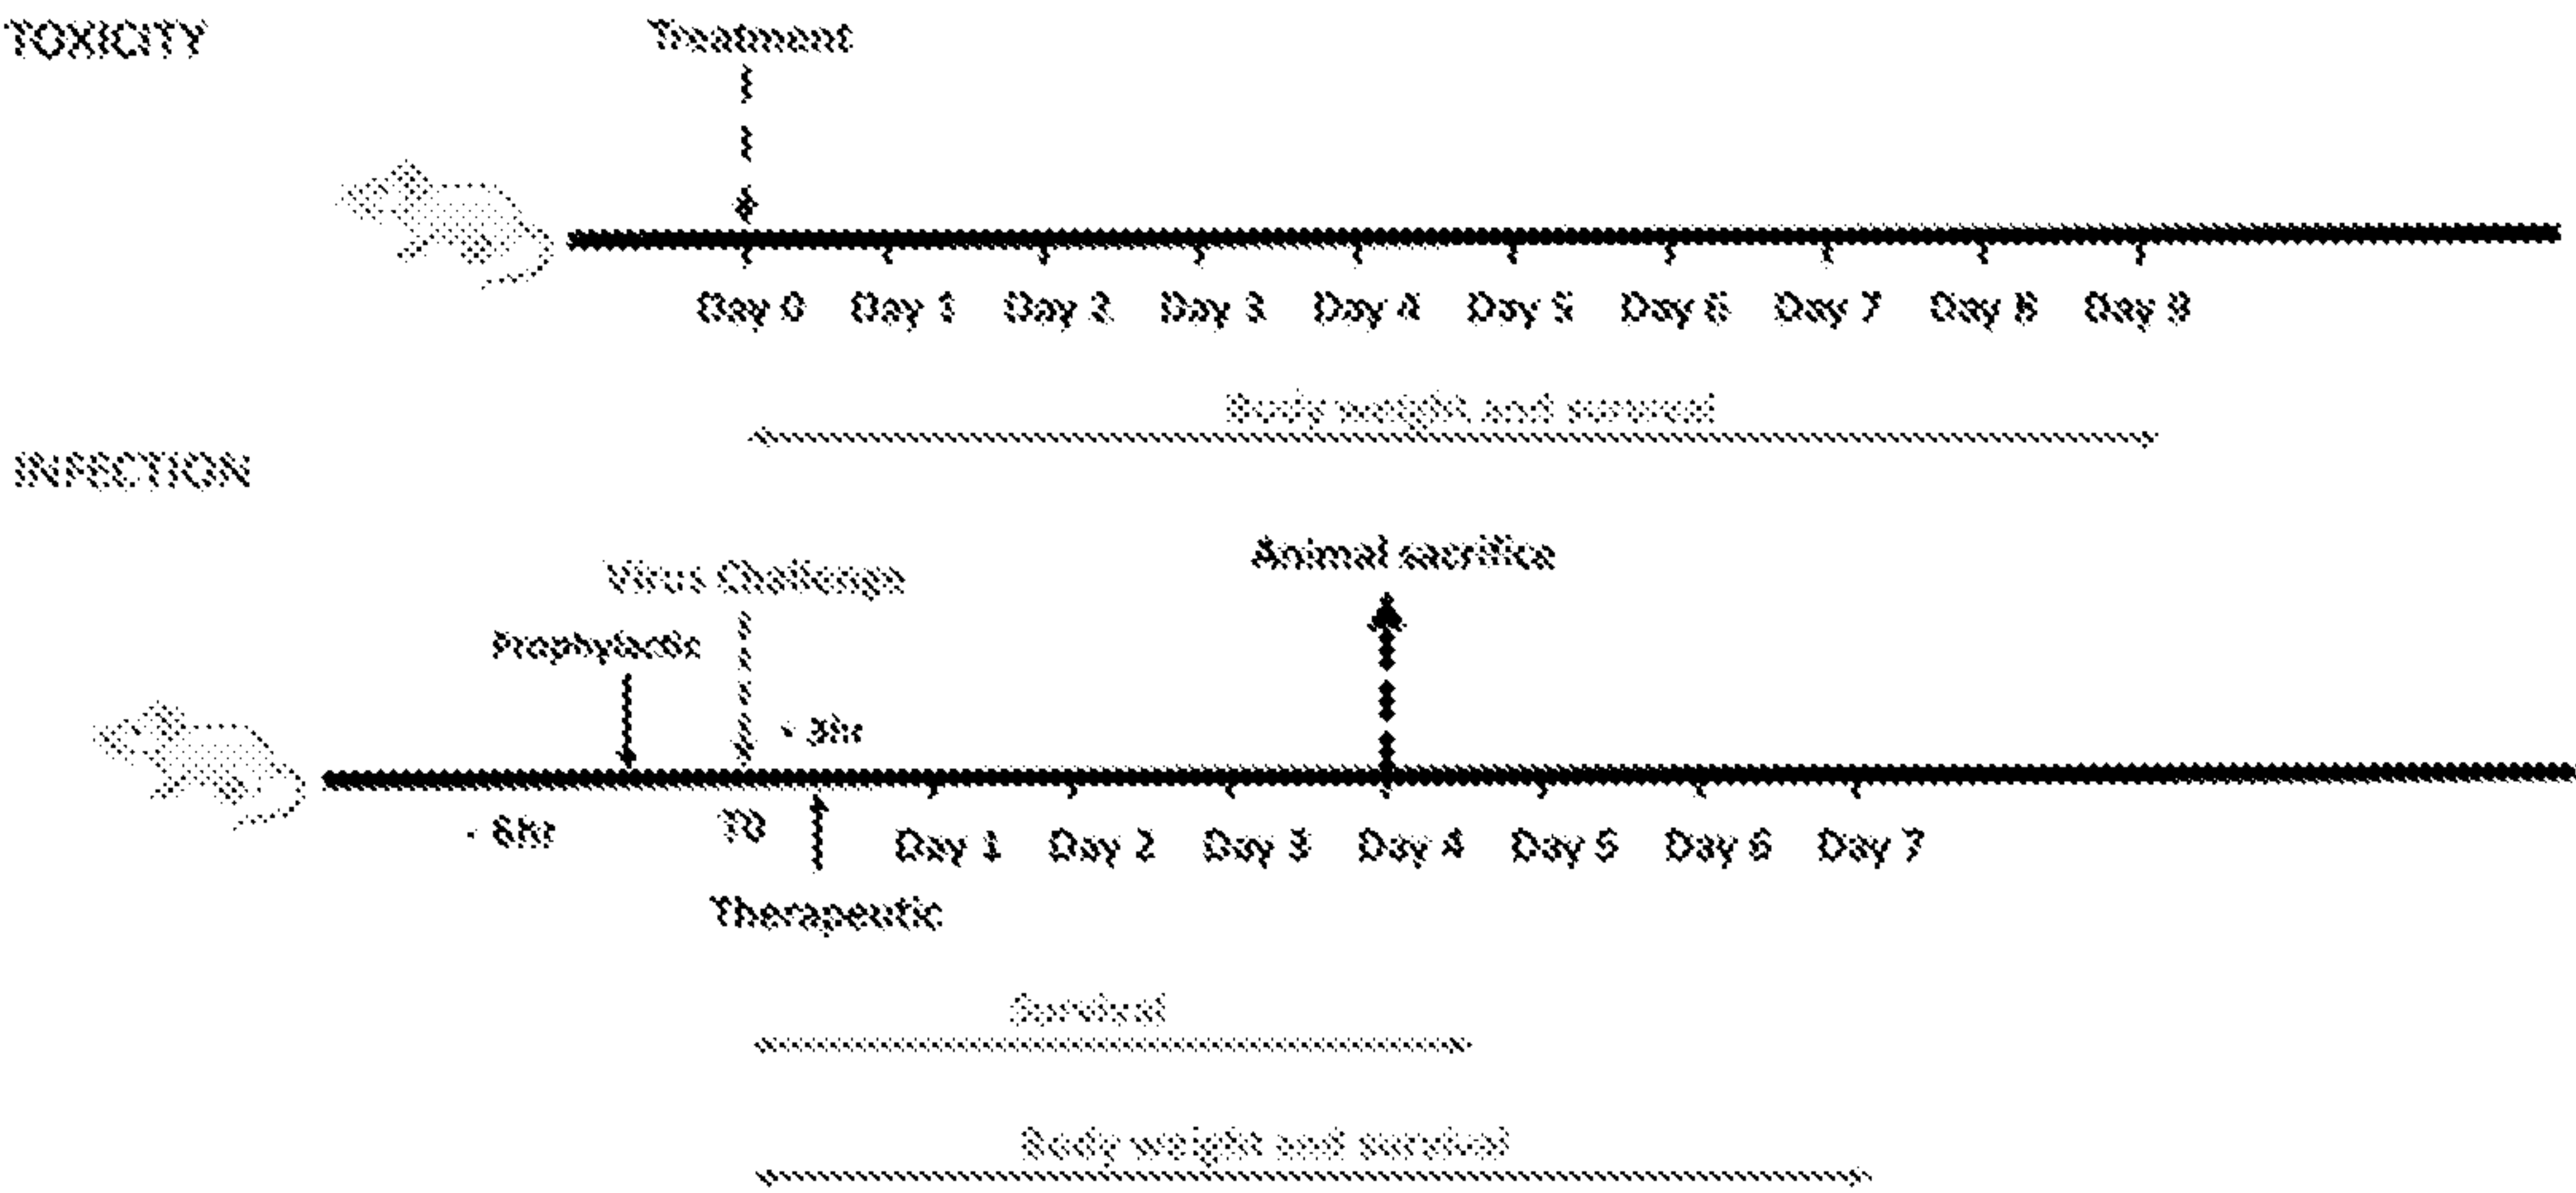 TOXICITY
Treatment
Day 0 Day 1 Day 2 Day 3 Day 4 Day 5 Day 6 Day 7 Day 8 Day 9
Body weight and survival
INFECTION
Animal sacrifice
Virus Challenge
Prophylactic
Day 1 Day 2 Day 3 Day 4 Day 5 Day 6 Day 7
- 6hr T0
Therapeutic
Survival
Body weight and survival